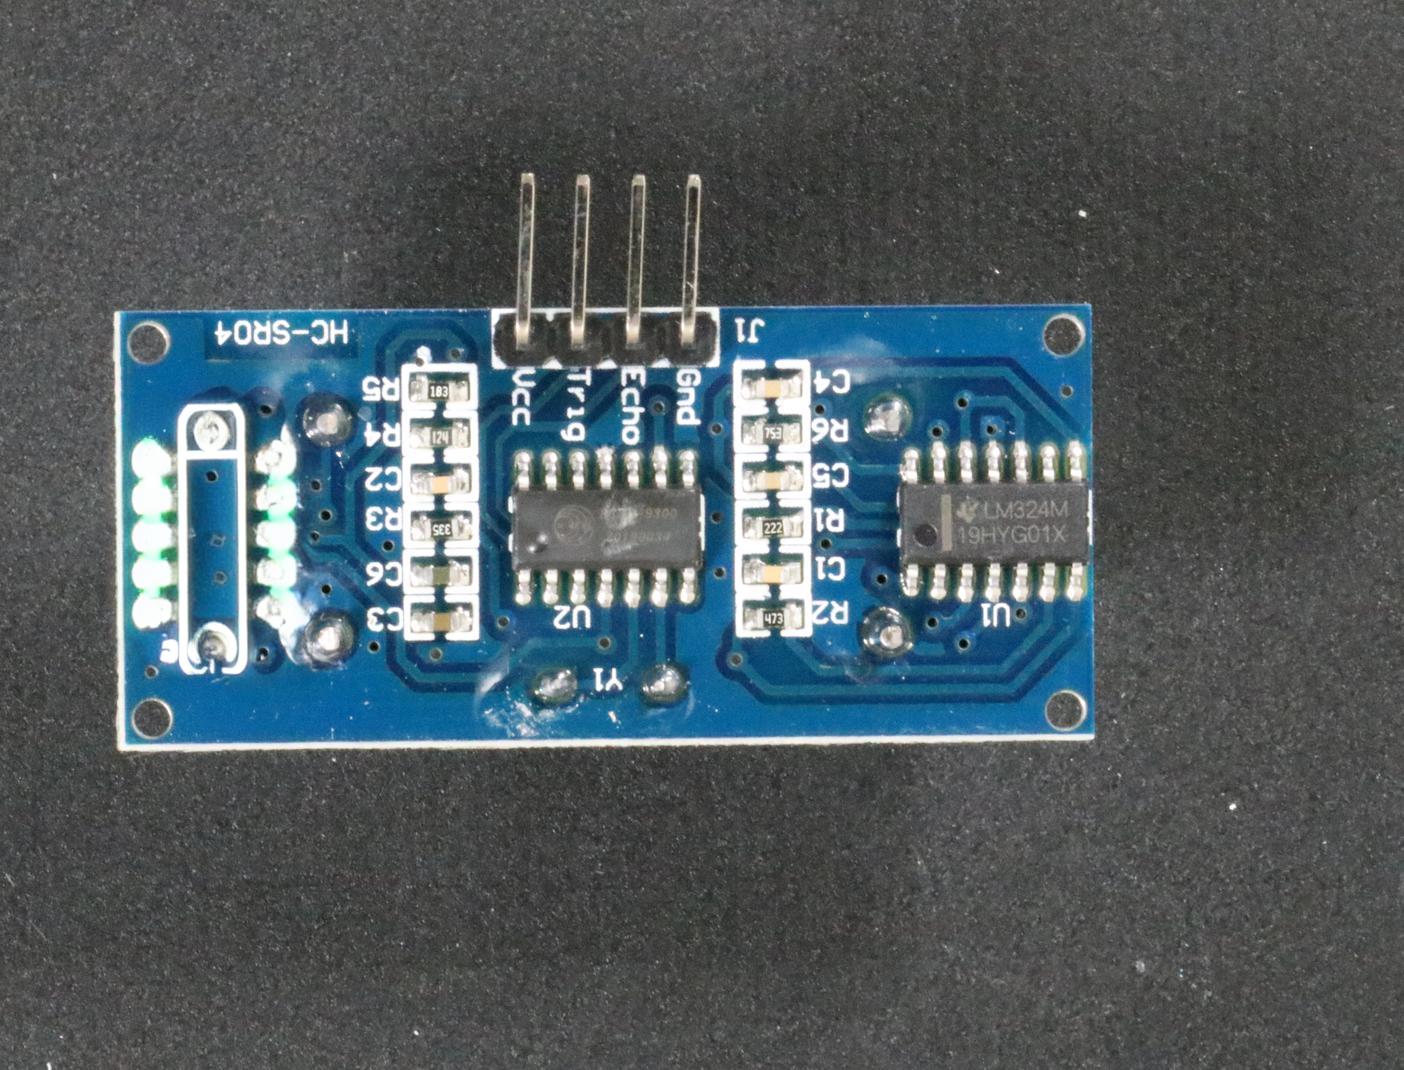 HC-SR04
J1
Vcc
Trig
Echo
Gnd
R5
183
R4
124
C2
R3
335
C6
C3
C4
R6
753
C5
R1
222
C1
R2
473
LM324M
19HYG01X
U2
U1
Y1